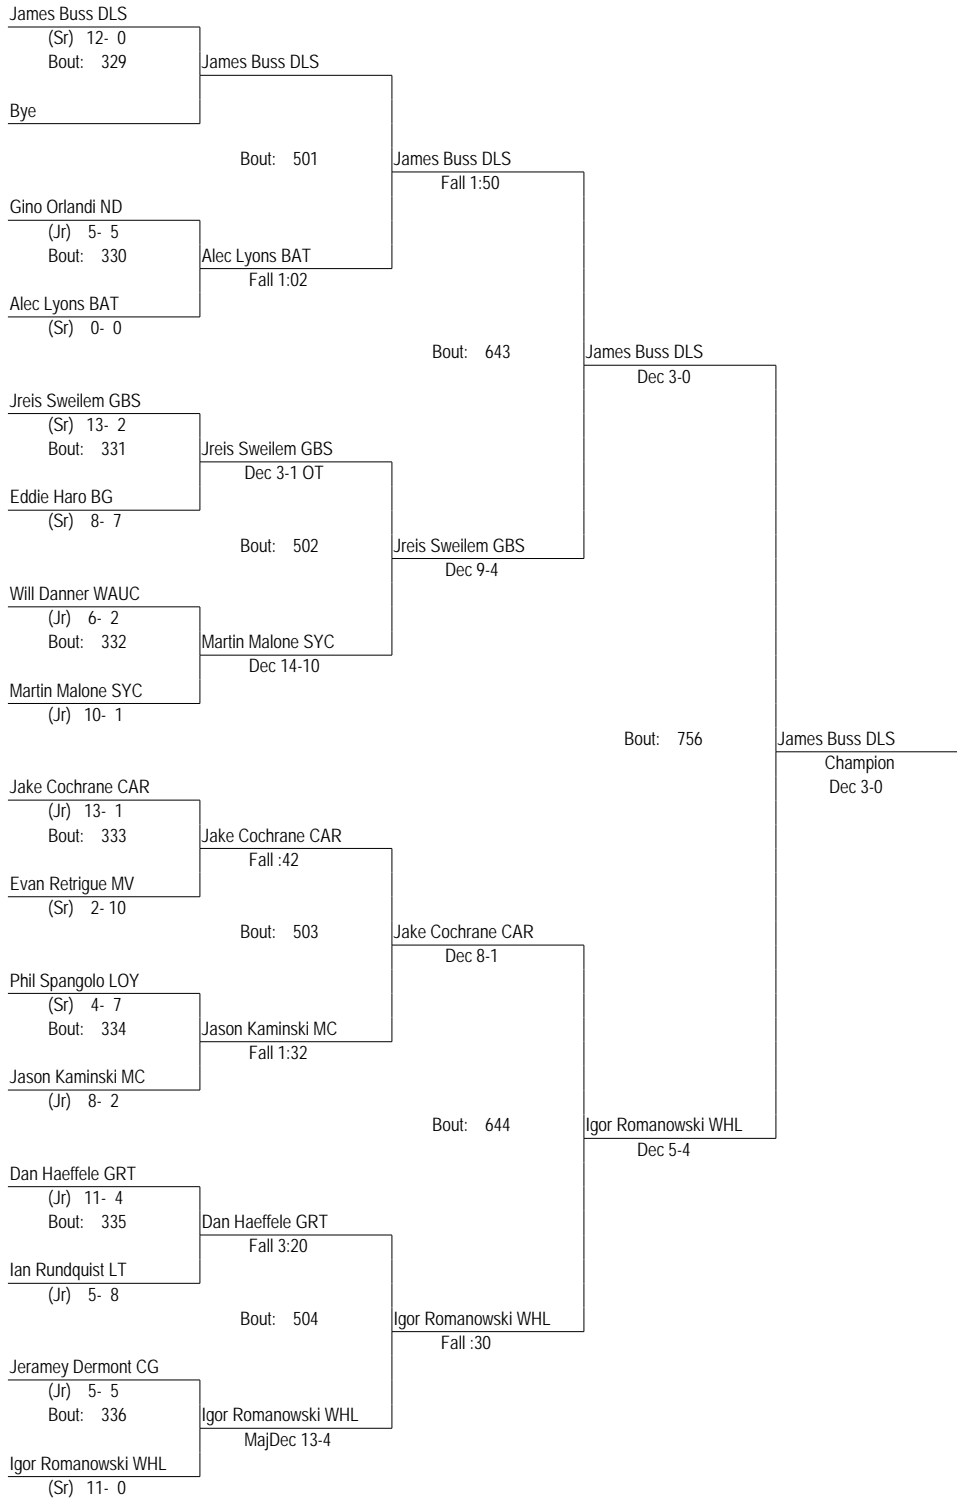 James Buss DLS
(Sr) 12- 0
Bout: 329
James Buss DLS
Bye
Bout: 501
James Buss DLS
Fall 1:50
Gino Orlandi ND
(Jr) 5- 5
Bout: 330
Alec Lyons BAT
Fall 1:02
Alec Lyons BAT
(Sr) 0- 0
Bout: 643
James Buss DLS
Dec 3-0
Jreis Sweilem GBS
(Sr) 13- 2
Bout: 331
Jreis Sweilem GBS
Dec 3-1 OT
Eddie Haro BG
(Sr) 8- 7
Bout: 502
Jreis Sweilem GBS
Dec 9-4
Will Danner WAUC
(Jr) 6- 2
Bout: 332
Martin Malone SYC
Dec 14-10
Martin Malone SYC
(Jr) 10- 1
Bout: 756
James Buss DLS
Champion
Dec 3-0
Jake Cochrane CAR
(Jr) 13- 1
Bout: 333
Jake Cochrane CAR
Fall :42
Evan Retrigue MV
(Sr) 2- 10
Bout: 503
Jake Cochrane CAR
Dec 8-1
Phil Spangolo LOY
(Sr) 4- 7
Bout: 334
Jason Kaminski MC
Fall 1:32
Jason Kaminski MC
(Jr) 8- 2
Bout: 644
Igor Romanowski WHL
Dec 5-4
Dan Haeffele GRT
(Jr) 11- 4
Bout: 335
Dan Haeffele GRT
Fall 3:20
Ian Rundquist LT
(Jr) 5- 8
Bout: 504
Igor Romanowski WHL
Fall :30
Jeramey Dermont CG
(Jr) 5- 5
Bout: 336
Igor Romanowski WHL
MajDec 13-4
Igor Romanowski WHL
(Sr) 11- 0